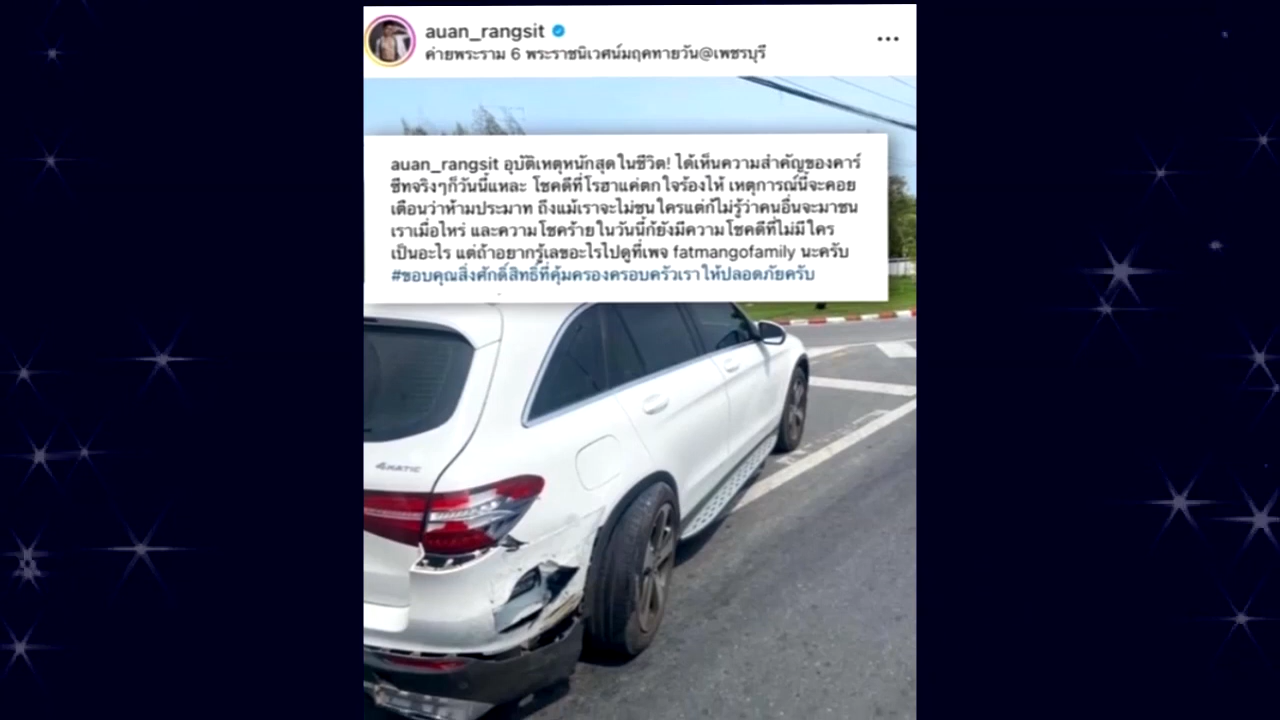 auan_rangsit
ค่ายพระราม 6 พระราชนิเวศน์มฤคทายวัน@เพชรบุรี
auan_rangsit อุบัติเหตุหนักสุดในชีวิต! ได้เห็นความสำคัญของคาร์
ซีทจริงๆก็วันนี้แหละ โชคดีที่โรฮาแค่ตกใจร้องไห้ เหตุการณ์นี้จะคอย
เตือนว่าห้ามประมาท ถึงแม้เราจะไม่ชนใครแต่ก้ไม่รู้ว่าคนอื่นจะมาชน
เราเมื่อไหร่ และความโชคร้ายในวันนี้ก้ยังมีความโชคดีที่ไม่มีใคร
เป็นอะไร แต่ถ้าอยากรู้เลขอะไรไปดูที่เพจ fatmangofamily นะครับ
#ขอบคุณสิ่งศักดิ์สิทธิ์ที่คุ้มครองครอบครัวเราให้ปลอดภัยครับ
4MATIC